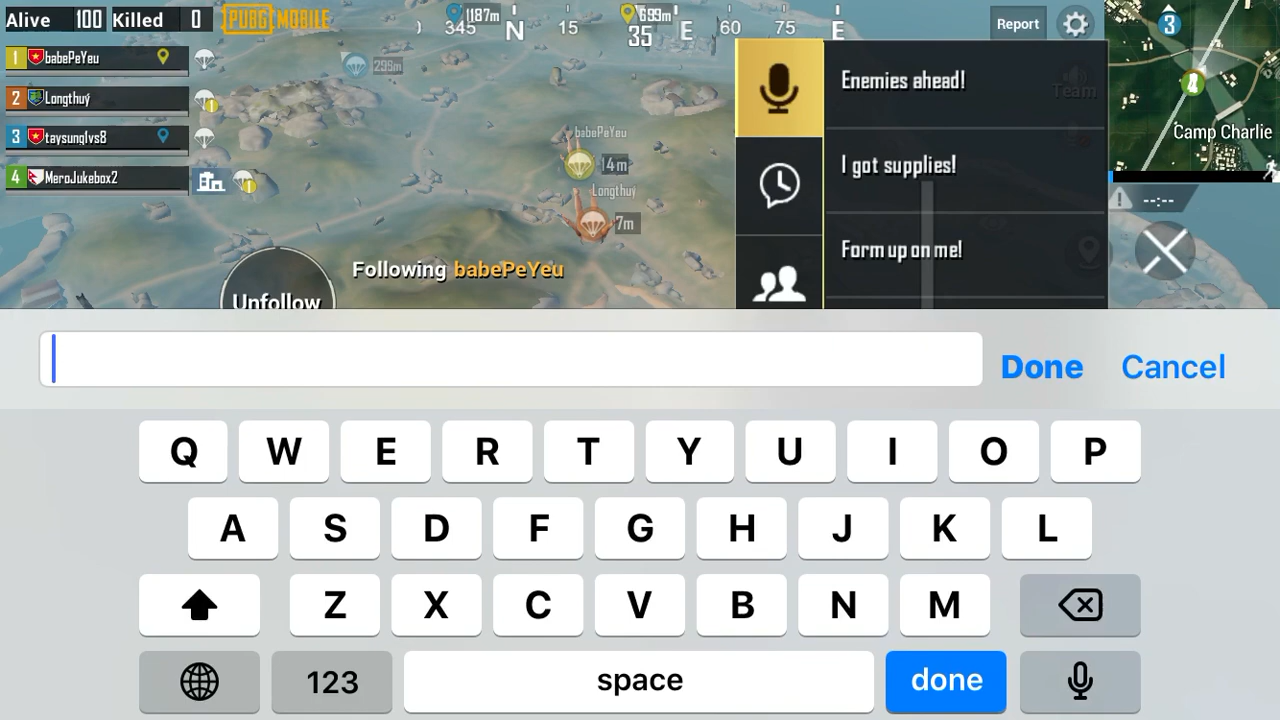 Alive 100 Killed 0 PUBG MOBILE
1187m 699m
345 N 15 35 E 60 75 E
Report
3
1 babePeYeu
299m
Enemies ahead!
Team
2 Longthuý
babePeYeu
14m
Camp Charlie
3 taysung1vs8
I got supplies!
4 MeroJukebox2
Longthuý
7m
--:--
Form up on me!
Following babePeYeu
Unfollow
Done Cancel
Q W E R T Y U I O P
A S D F G H J K L
Z X C V B N M
123 space done